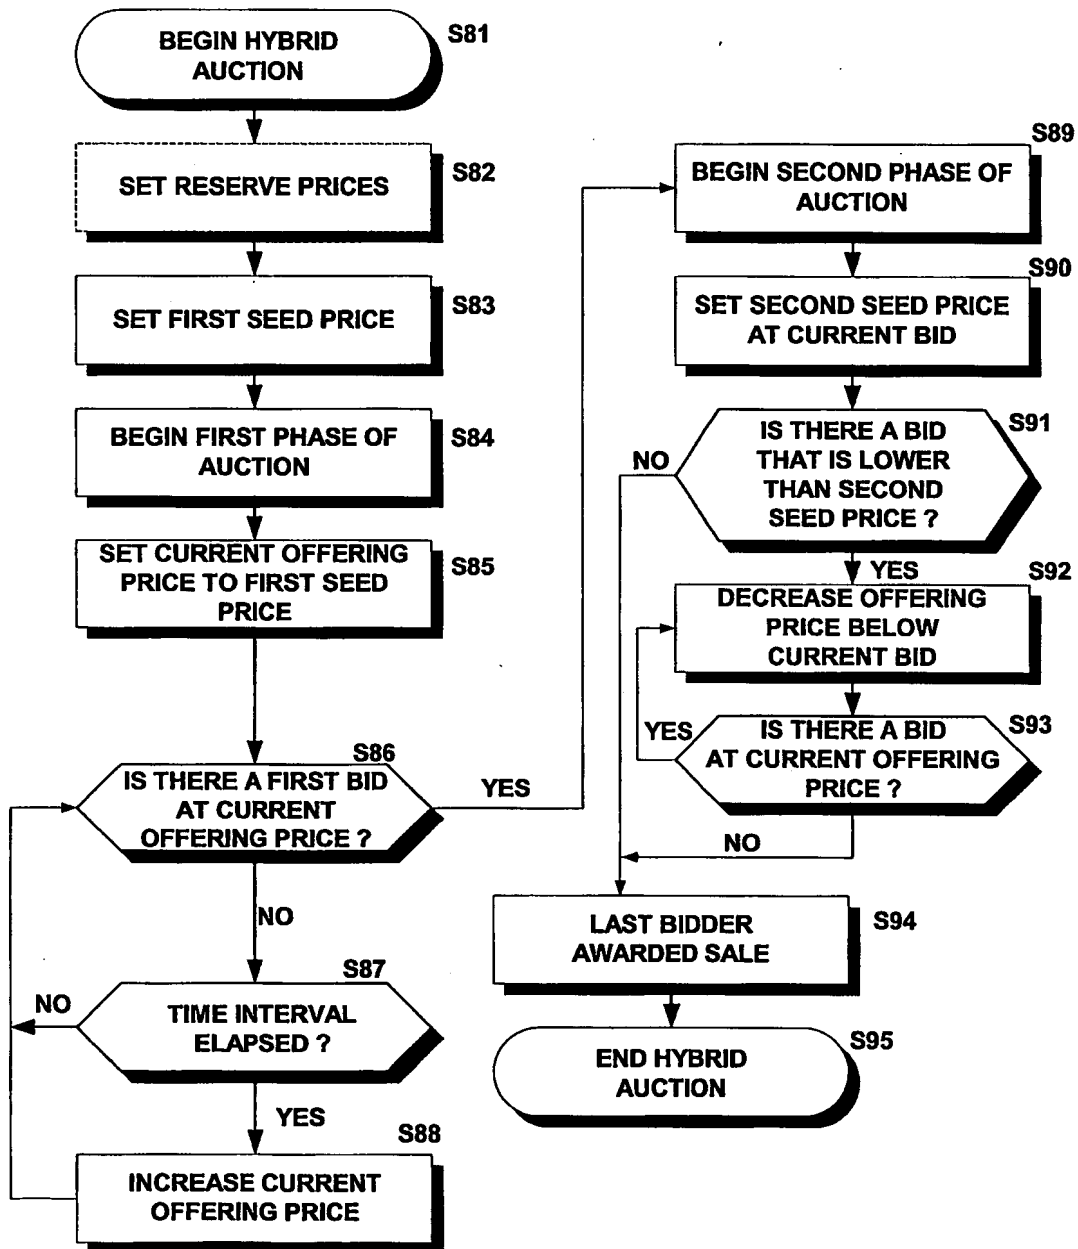 BEGIN HYBRID
AUCTION
S81
SET RESERVE PRICES
S82
SET FIRST SEED PRICE
S83
BEGIN FIRST PHASE OF
AUCTION
S84
SET CURRENT OFFERING
PRICE TO FIRST SEED
PRICE
S85
S86
IS THERE A FIRST BID
AT CURRENT
OFFERING PRICE ?
YES
NO
S87
NO
TIME INTERVAL
ELAPSED ?
YES
S88
INCREASE CURRENT
OFFERING PRICE
S89
BEGIN SECOND PHASE OF
AUCTION
S90
SET SECOND SEED PRICE
AT CURRENT BID
S91
NO
IS THERE A BID
THAT IS LOWER
THAN SECOND
SEED PRICE ?
YES
S92
DECREASE OFFERING
PRICE BELOW
CURRENT BID
S93
YES
IS THERE A BID
AT CURRENT OFFERING
PRICE ?
NO
LAST BIDDER
AWARDED SALE
S94
S95
END HYBRID
AUCTION